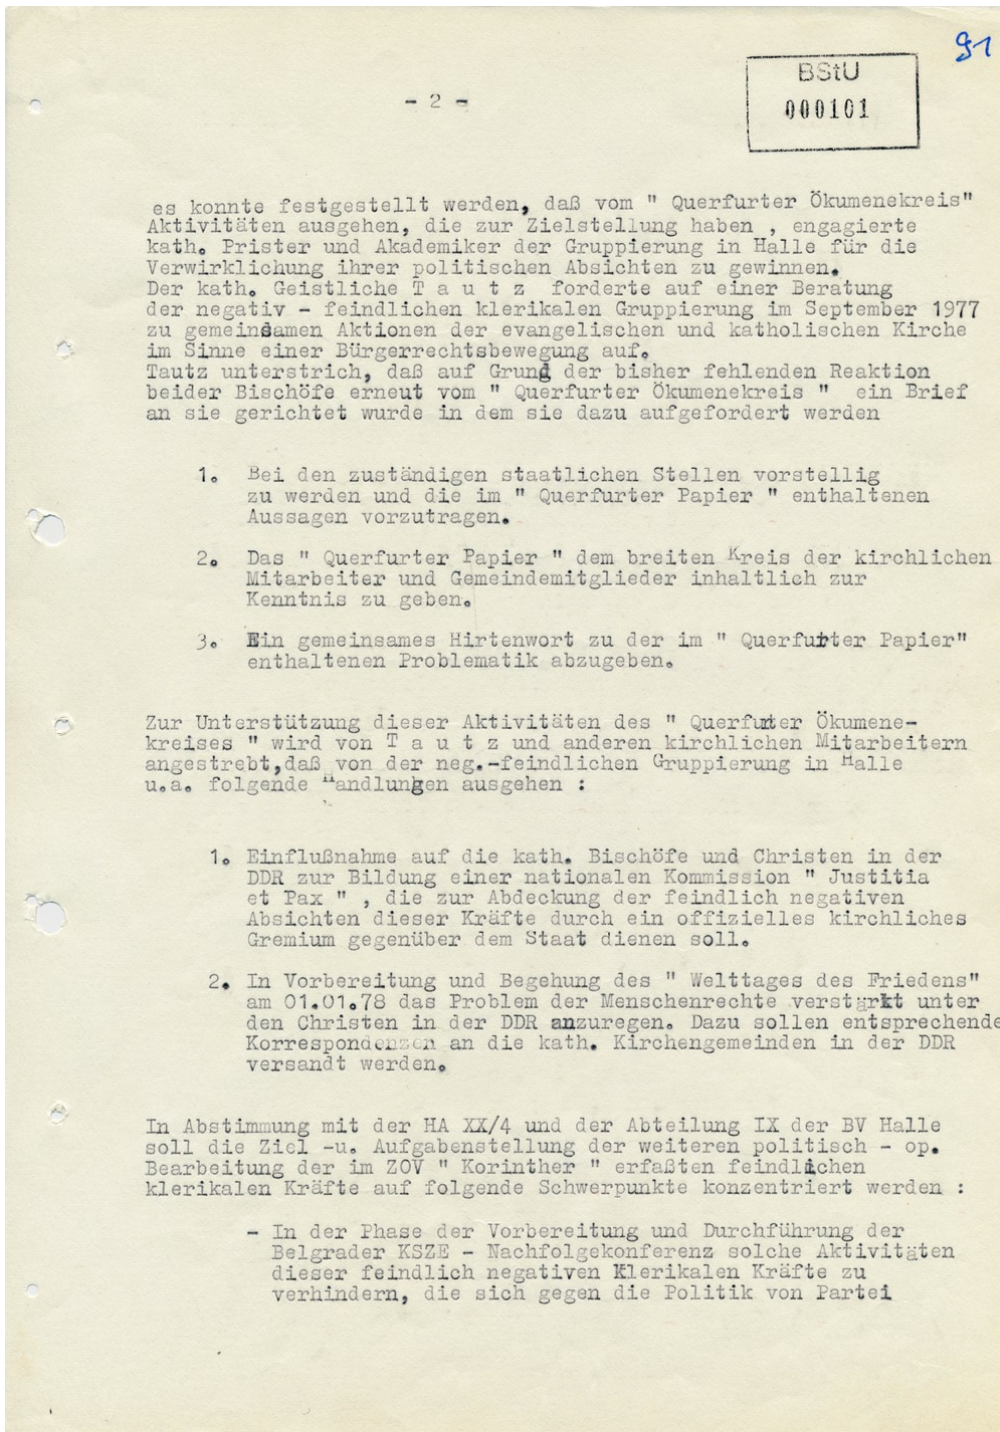 91
BStU
000101
- 2 -
es konnte festgestellt werden, daß vom " Querfurter Ökumenekreis"
Aktivitäten ausgehen, die zur Zielstellung haben , engagierte
kath. Prister und Akademiker der Gruppierung in Halle für die
Verwirklichung ihrer politischen Absichten zu gewinnen.
Der kath. Geistliche T a u t z forderte auf einer Beratung
der negativ - feindlichen klerikalen Gruppierung im September 1977
zu gemeinsamen Aktionen der evangelischen und katholischen Kirche
im Sinne einer Bürgerrechtsbewegung auf.
Tautz unterstrich, daß auf Grund der bisher fehlenden Reaktion
beider Bischöfe erneut vom " Querfurter Ökumenekreis " ein Brief
an sie gerichtet wurde in dem sie dazu aufgefordert werden
1. Bei den zuständigen staatlichen Stellen vorstellig
zu werden und die im " Querfurter Papier " enthaltenen
Aussagen vorzutragen.
2. Das " Querfurter Papier " dem breiten Kreis der kirchlichen
Mitarbeiter und Gemeindemitglieder inhaltlich zur
Kenntnis zu geben.
3. Ein gemeinsames Hirtenwort zu der im " Querfurter Papier"
enthaltenen Problematik abzugeben.
Zur Unterstützung dieser Aktivitäten des " Querfurter Ökumene-
kreises " wird von T a u t z und anderen kirchlichen Mitarbeitern
angestrebt,daß von der neg.-feindlichen Gruppierung in Halle
u.a. folgende Handlungen ausgehen :
1. Einflußnahme auf die kath. Bischöfe und Christen in der
DDR zur Bildung einer nationalen Kommission " Justitia
et Pax " , die zur Abdeckung der feindlich negativen
Absichten dieser Kräfte durch ein offizielles kirchliches
Gremium gegenüber dem Staat dienen soll.
2. In Vorbereitung und Begehung des " Welttages des Friedens"
am 01.01.78 das Problem der Menschenrechte verstärkt unter
den Christen in der DDR anzuregen. Dazu sollen entsprechende
Korrespondenzen an die kath. Kirchengemeinden in der DDR
versandt werden.
In Abstimmung mit der HA XX/4 und der Abteilung IX der BV Halle
soll die Ziel -u. Aufgabenstellung der weiteren politisch - op.
Bearbeitung der im ZOV " Korinther " erfaßten feindlichen
klerikalen Kräfte auf folgende Schwerpunkte konzentriert werden :
- In der Phase der Vorbereitung und Durchführung der
Belgrader KSZE - Nachfolgekonferenz solche Aktivitäten
dieser feindlich negativen Klerikalen Kräfte zu
verhindern, die sich gegen die Politik von Partei